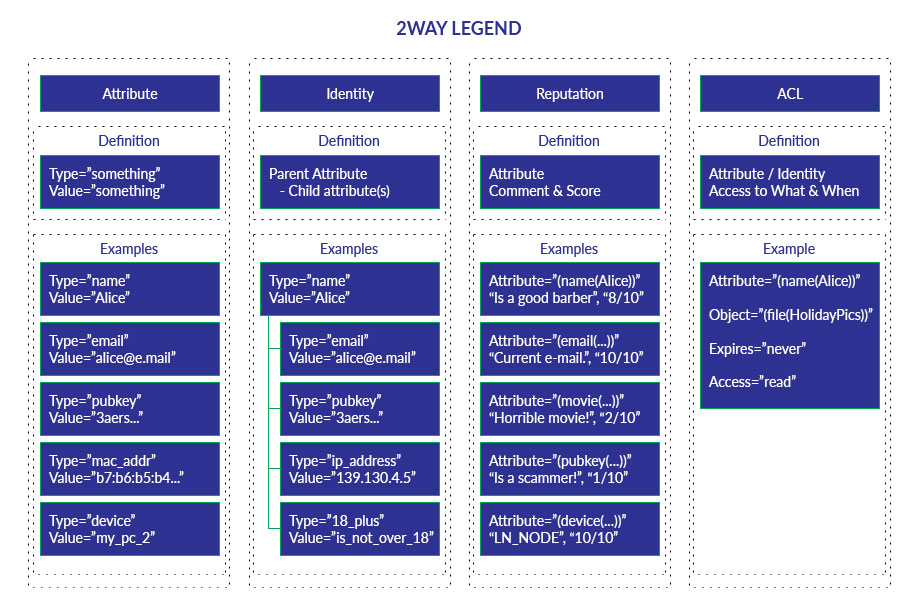 2WAY LEGEND
Attribute
Definition
Type=”something”
Value=”something”
Examples
Type=”name”
Value=”Alice”
Type=”email”
Value=”alice@e.mail”
Type=”pubkey”
Value=”3aers...”
Type=”mac_addr”
Value=”b7:b6:b5:b4...”
Type=”device”
Value=”my_pc_2”
Identity
Definition
Parent Attribute
- Child attribute(s)
Examples
Type=”name”
Value=”Alice”
Type=”email”
Value=”alice@e.mail”
Type=”pubkey”
Value=”3aers...”
Type=”ip_address”
Value=”139.130.4.5”
Type=”18_plus”
Value=”is_not_over_18”
Reputation
Definition
Attribute
Comment & Score
Examples
Attribute=”(name(Alice))”
“Is a good barber”, “8/10”
Attribute=”(email(...))”
“Current e-mail.”, “10/10”
Attribute=”(movie(...))”
“Horrible movie!”, “2/10”
Attribute=”(pubkey(...))”
“Is a scammer!”, “1/10”
Attribute=”(device(...))”
“LN_NODE”, “10/10”
ACL
Definition
Attribute / Identity
Access to What & When
Example
Attribute=”(name(Alice))”
Object=”(file(HolidayPics))”
Expires=”never”
Access=”read”